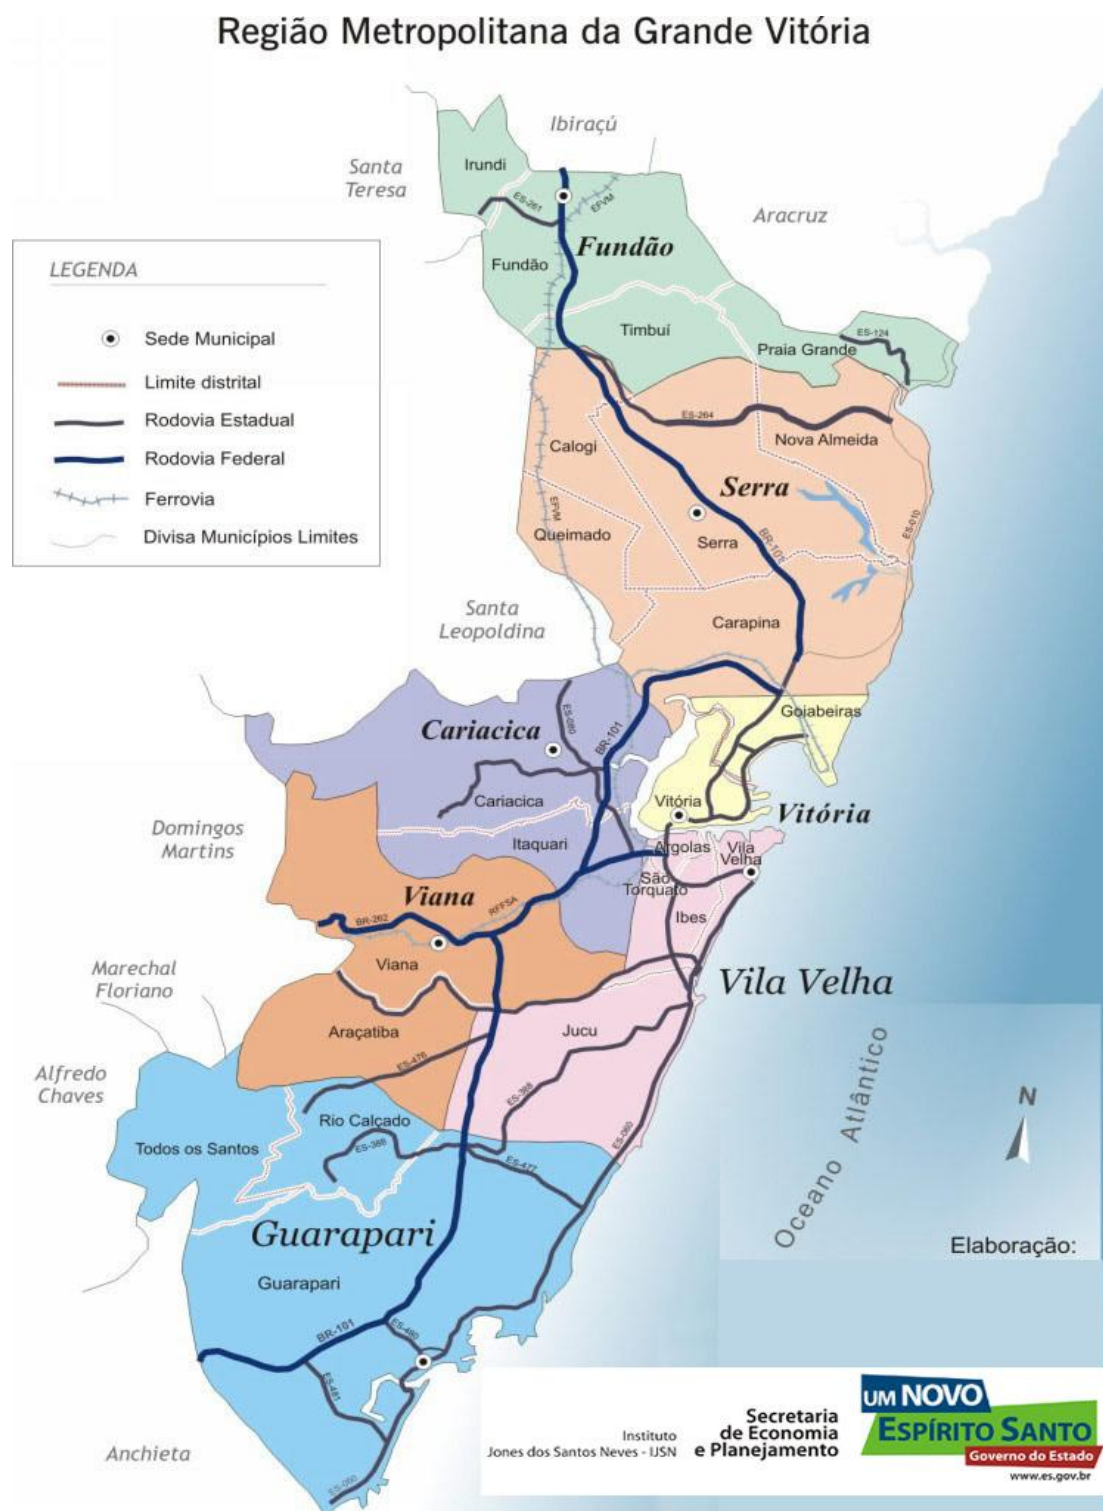 Região Metropolitana da Grande Vitória
Ibiraçú
Santa
Teresa
Irundi
Aracruz
ES-261
EFVM
Fundão
Fundão
LEGENDA
Sede Municipal
Limite distrital
Rodovia Estadual
Rodovia Federal
Ferrovia
Divisa Municípios Limites
Timbuí
ES-124
Praia Grande
ES-264
Nova Almeida
Calogi
Serra
EFVM
Queimado
Serra
BR-101
ES-010
Santa
Leopoldina
Carapina
Goiabeiras
ES-080
Cariacica
BR-101
Cariacica
Vitória
Vitória
Domingos
Martins
Itaquari
Argolas
Vila
Velha
São
Torquato
Ibes
Viana
RFFSA
BR-262
Viana
Marechal
Floriano
Vila Velha
Araçatiba
Jucu
ES-476
ES-388
Alfredo
Chaves
Oceano Atlântico
N
Rio Calçado
Todos os Santos
ES-388
ES-477
ES-060
Guarapari
Elaboração:
Guarapari
BR-101
ES-480
ES-481
Anchieta
ES-060
Instituto
Jones dos Santos Neves - IJSN
Secretaria
de Economia
e Planejamento
UM NOVO
ESPÍRITO SANTO
Governo do Estado
www.es.gov.br